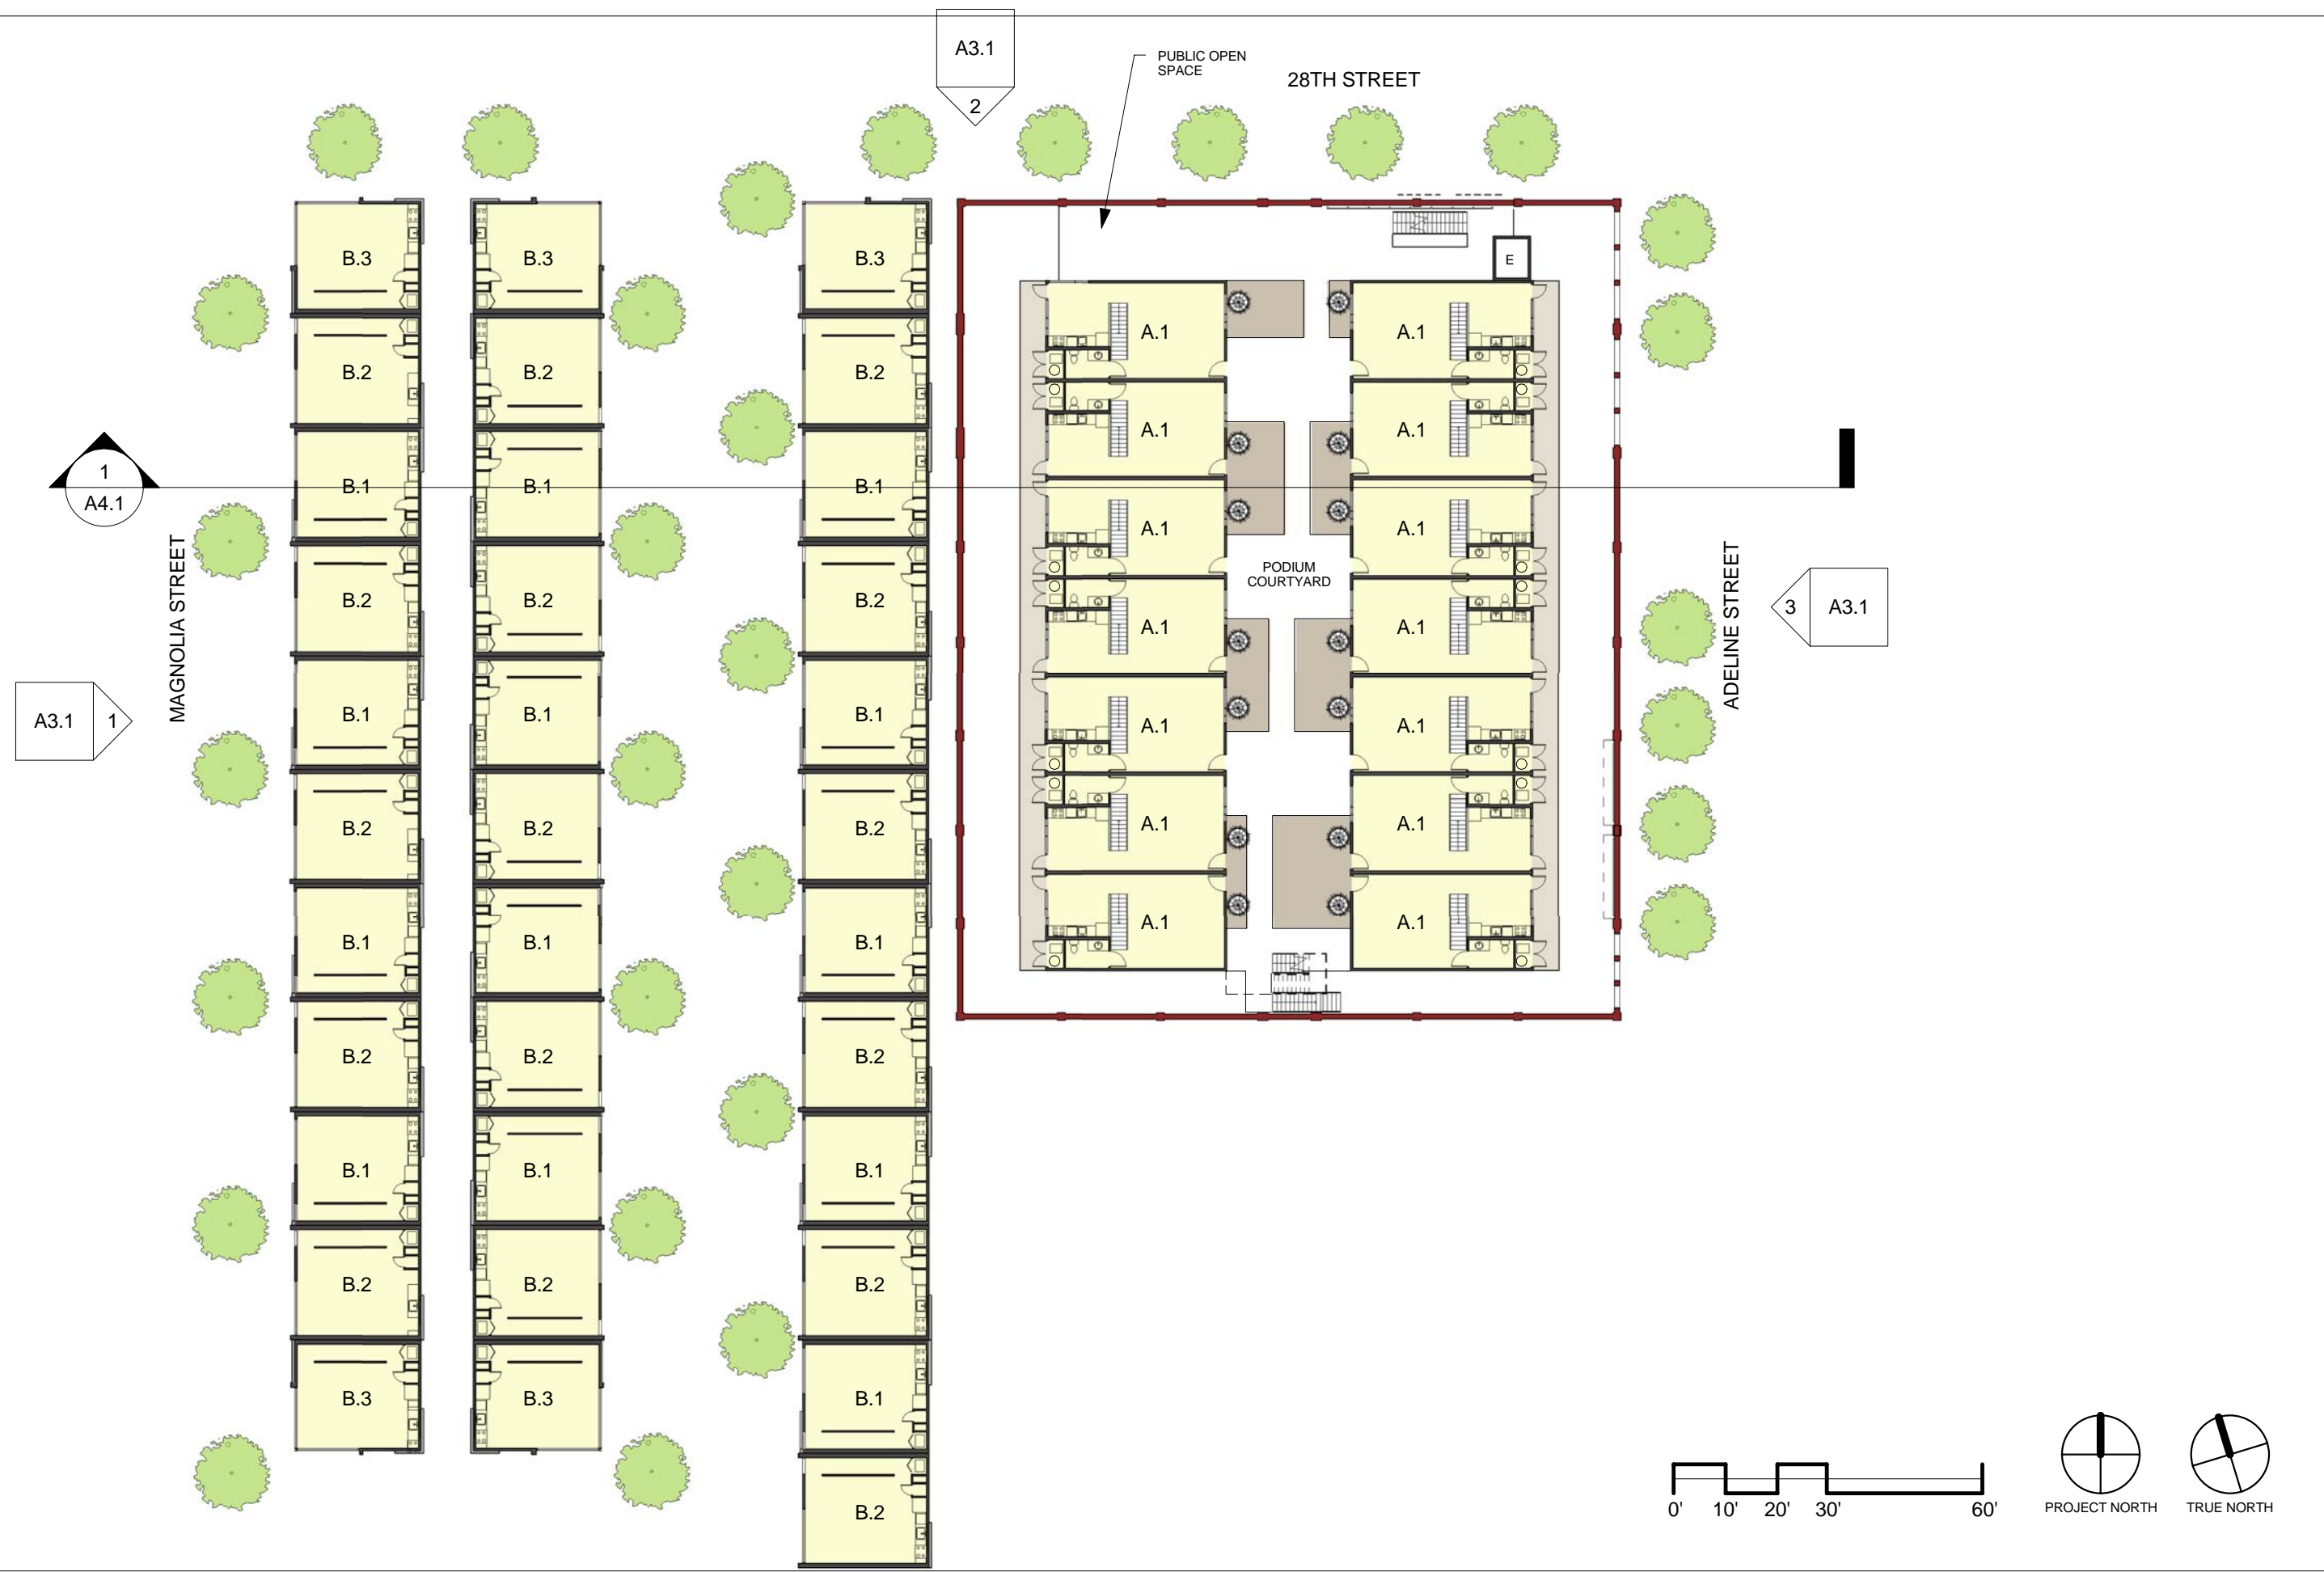 A3.1
2
PUBLIC OPEN
SPACE
28TH STREET
B.3
B.3
B.3
E
B.2
B.2
B.2
A.1
A.1
A.1
A.1
1
A4.1
B.1
B.1
B.1
A.1
A.1
MAGNOLIA STREET
PODIUM
COURTYARD
ADELINE STREET
B.2
B.2
B.2
A.1
A.1
3
A3.1
A3.1
1
B.1
B.1
B.1
A.1
A.1
B.2
B.2
B.2
A.1
A.1
B.1
B.1
B.1
A.1
A.1
B.2
B.2
B.2
B.1
B.1
B.1
B.2
B.2
B.2
B.3
B.3
B.1
B.2
0' 10' 20' 30' 60'
PROJECT NORTH
TRUE NORTH